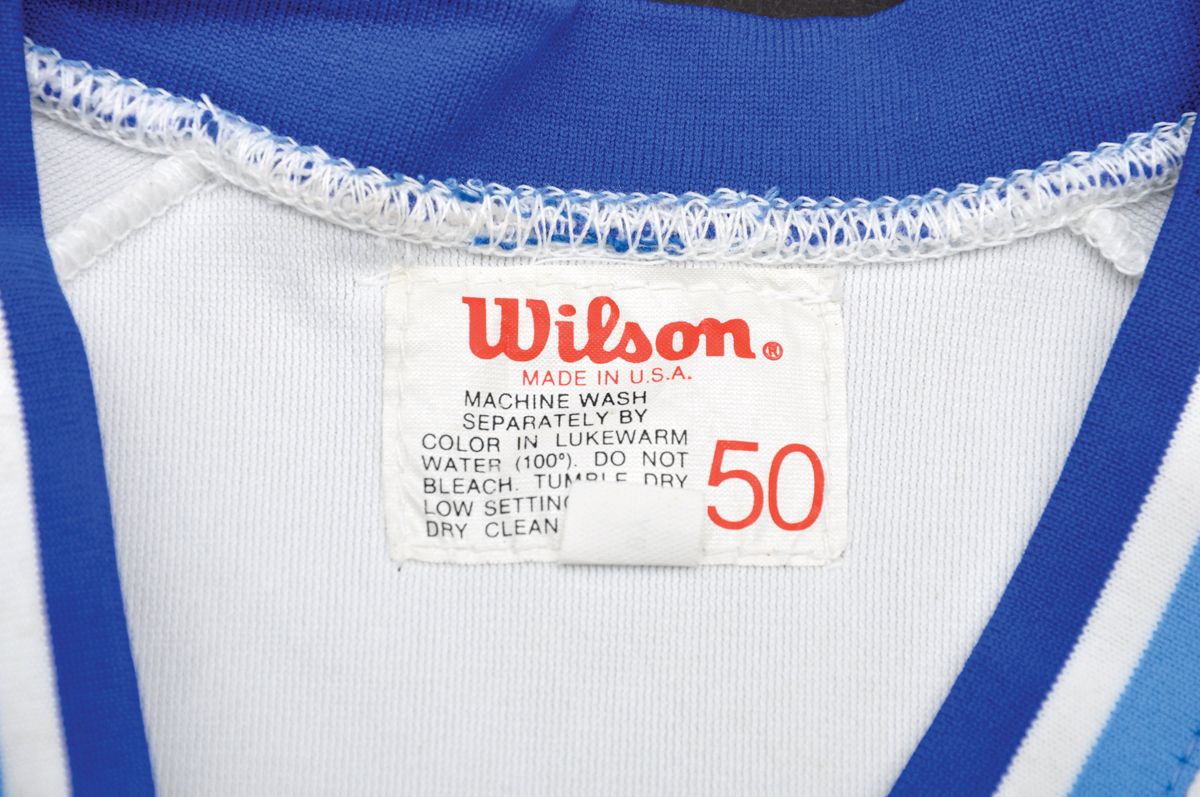 Wilson.®
MADE IN U.S.A.
MACHINE WASH
SEPARATELY BY
COLOR IN LUKEWARM
WATER (100°). DO NOT
BLEACH. TUMBLE DRY
LOW SETTING
DRY CLEAN
50